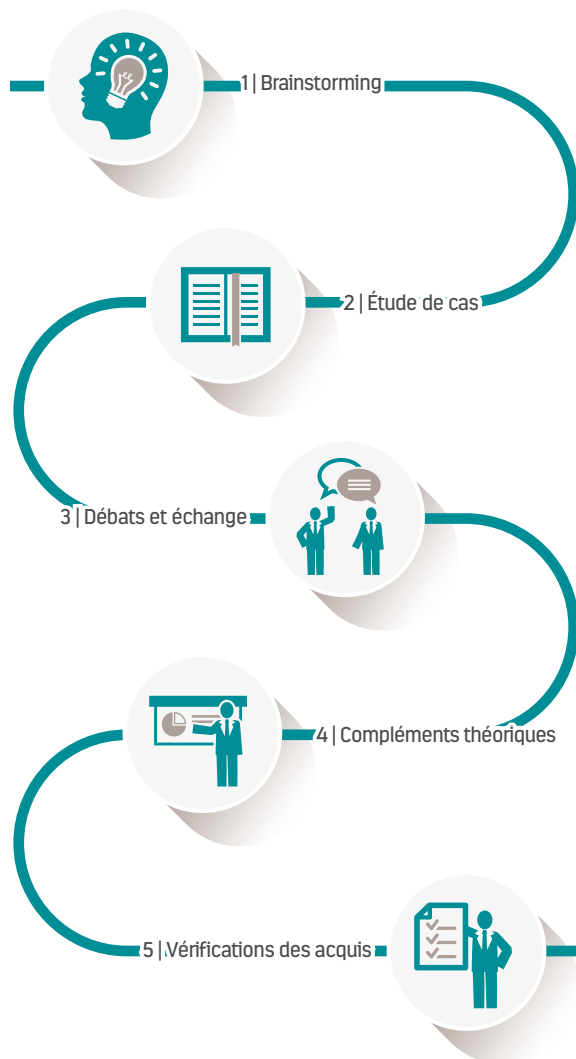 1 | Brainstorming
2 | Étude de cas
3 | Débats et échange
4 | Compléments théoriques
5 | Vérifications des acquis